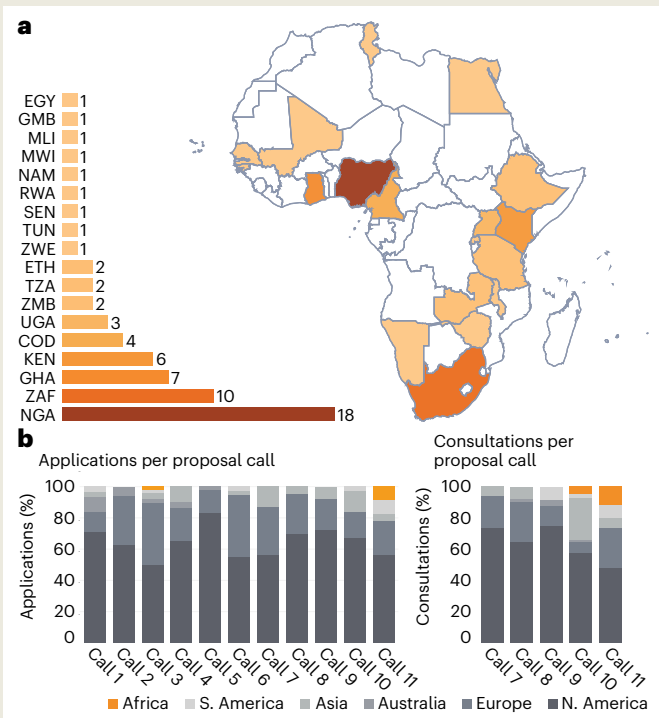 a
EGY 1
GMB 1
MLI 1
MWI 1
NAM 1
RWA 1
SEN 1
TUN 1
ZWE 1
ETH 2
TZA 2
ZMB 2
UGA 3
COD 4
KEN 6
GHA 7
ZAF 10
NGA 18
b
Applications per proposal call
Applications (%)
100
80
60
40
20
0
Call 1
Call 2
Call 3
Call 4
Call 5
Call 6
Call 7
Call 8
Call 9
Call 10
Call 11
Consultations per
proposal call
Consultations (%)
100
80
60
40
20
0
Call 7
Call 8
Call 9
Call 10
Call 11
Africa S. America Asia Australia Europe N. America